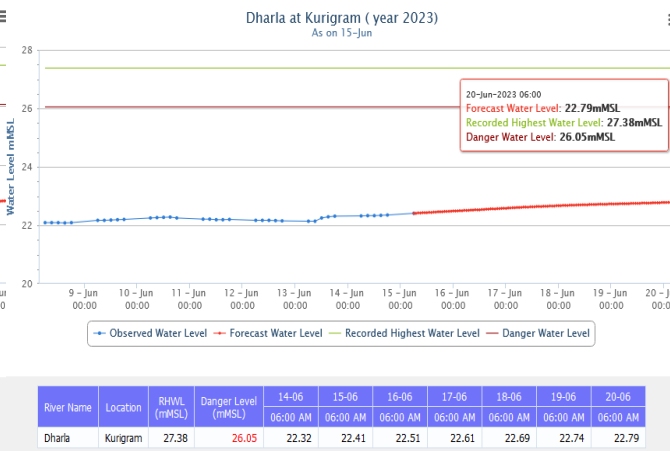 Dharla at Kurigram ( year 2023)
As on 15-Jun
Water Level mMSL
28
26
24
22
20
20-Jun-2023 06:00
Forecast Water Level: 22.79mMSL
Recorded Highest Water Level: 27.38mMSL
Danger Water Level: 26.05mMSL
9 - Jun 10 - Jun 11 - Jun 12 - Jun 13 - Jun 14 - Jun 15 - Jun 16 - Jun 17 - Jun 18 - Jun 19 - Jun 20 - J
00:00 00:00 00:00 00:00 00:00 00:00 00:00 00:00 00:00 00:00 00:00 00:0
Observed Water Level Forecast Water Level Recorded Highest Water Level Danger Water Level
River Name Location RHWL (mMSL) Danger Level (mMSL) 14-06 15-06 16-06 17-06 18-06 19-06 20-06
06:00 AM 06:00 AM 06:00 AM 06:00 AM 06:00 AM 06:00 AM 06:00 AM
Dharla Kurigram 27.38 26.05 22.32 22.41 22.51 22.61 22.69 22.74 22.79